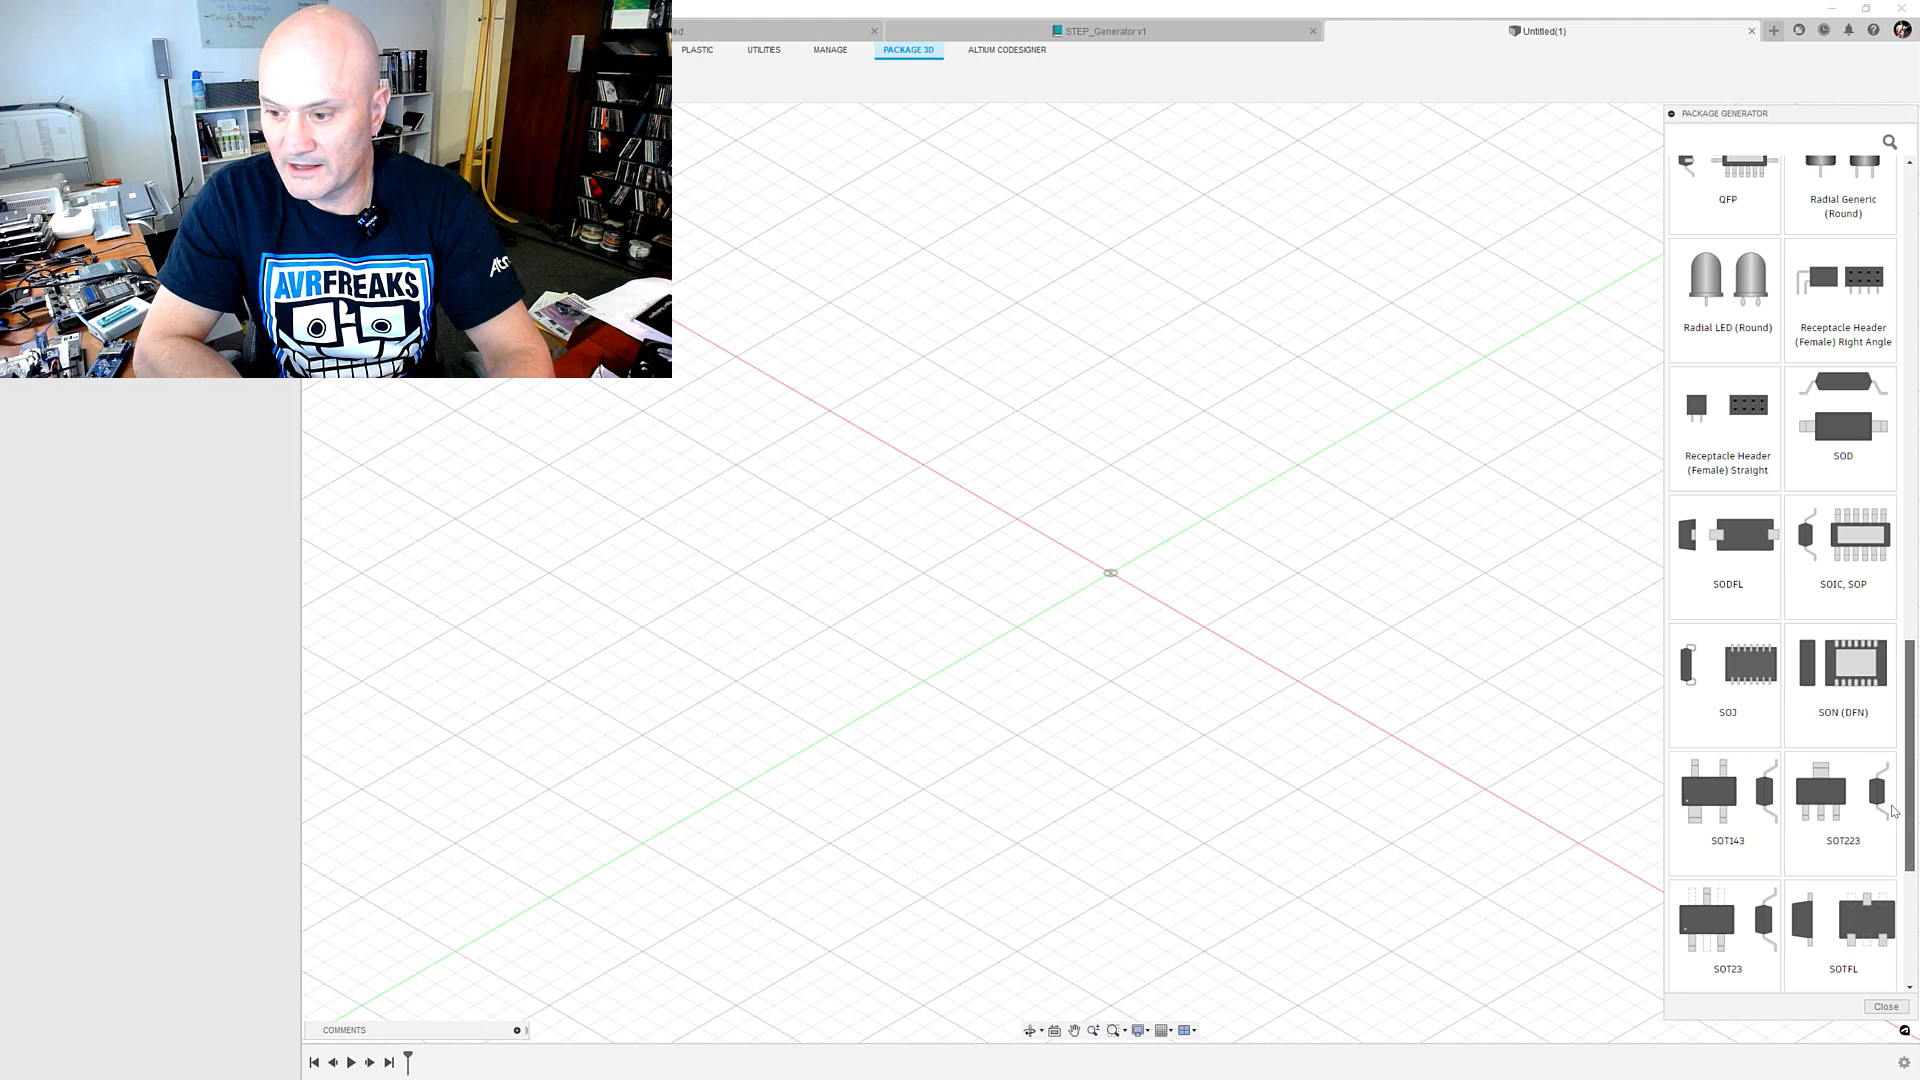 STEP_Generator v1
Untitled(1)
PLASTIC
UTILITIES
MANAGE
PACKAGE 3D
ALTIUM CODESIGNER
PACKAGE GENERATOR
QFP
Radial Generic
(Round)
Radial LED (Round)
Receptacle Header
(Female) Right Angle
Receptacle Header
(Female) Straight
SOD
SODFL
SOIC, SOP
SOJ
SON (DFN)
SOT143
SOT223
SOT23
SOTFL
Close
COMMENTS
AVRFREAKS